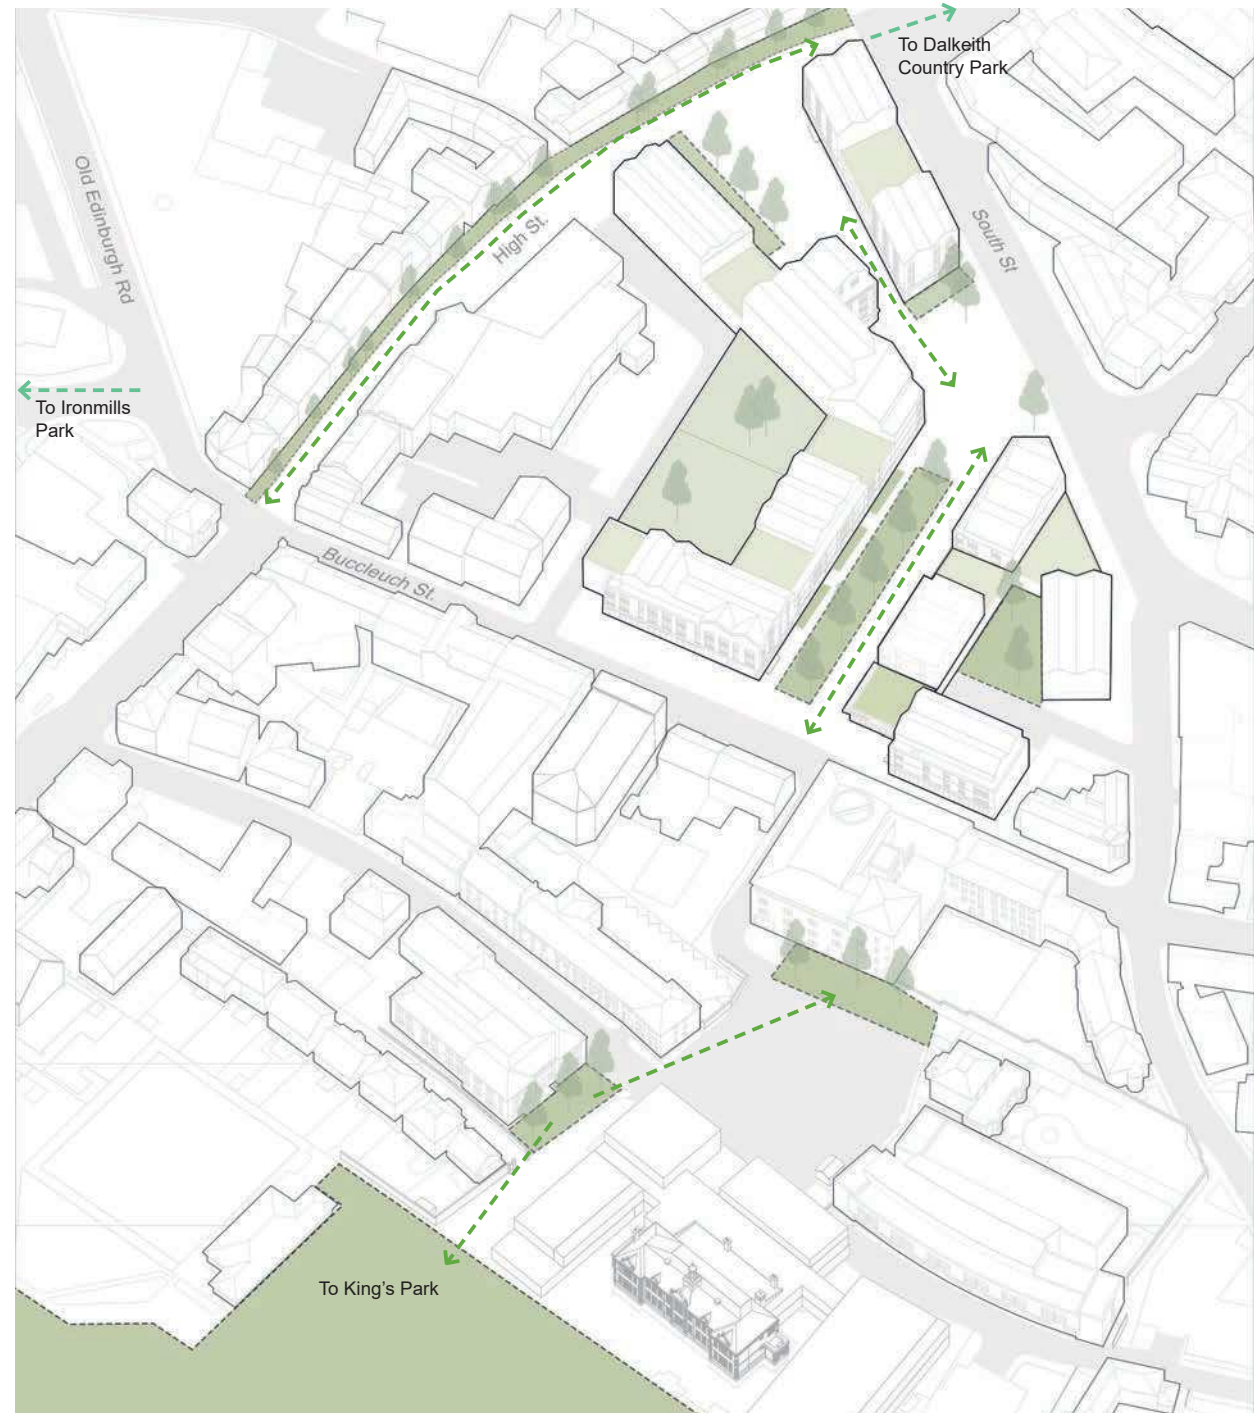 To Dalkeith
Country Park
Old Edinburgh Rd
High St.
South St
To Ironmills
Park
Buccleuch St.
To King's Park